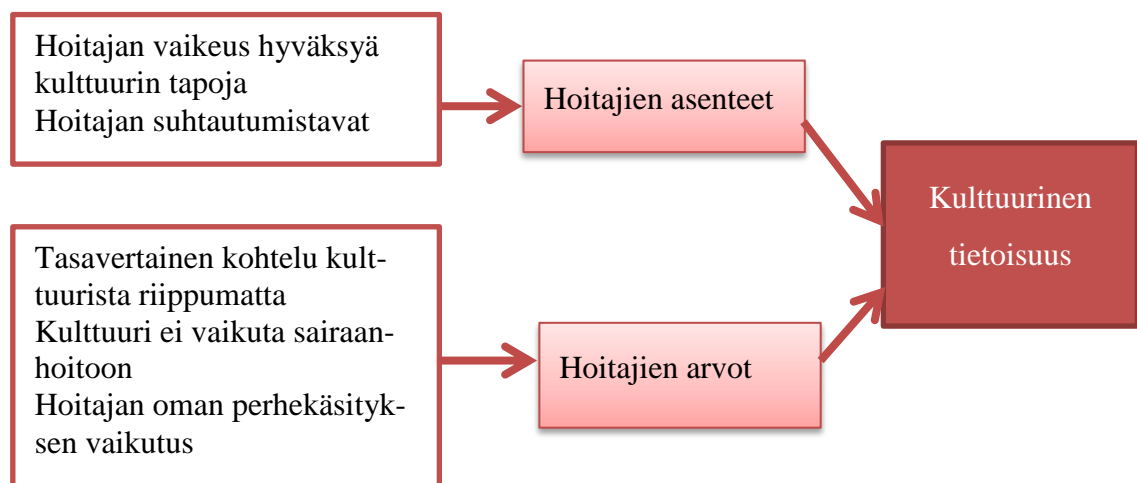 Hoitajan vaikeus hyväksyä
kulttuurin tapoja
Hoitajan suhtautumistavat
Hoitajien asenteet
Kulttuurinen
tietoisuus
Tasavertainen kohtelu kult-
tuurista riippumatta
Kulttuuri ei vaikuta sairaan-
hoitoon
Hoitajan oman perhekäsityk-
sen vaikutus
Hoitajien arvot